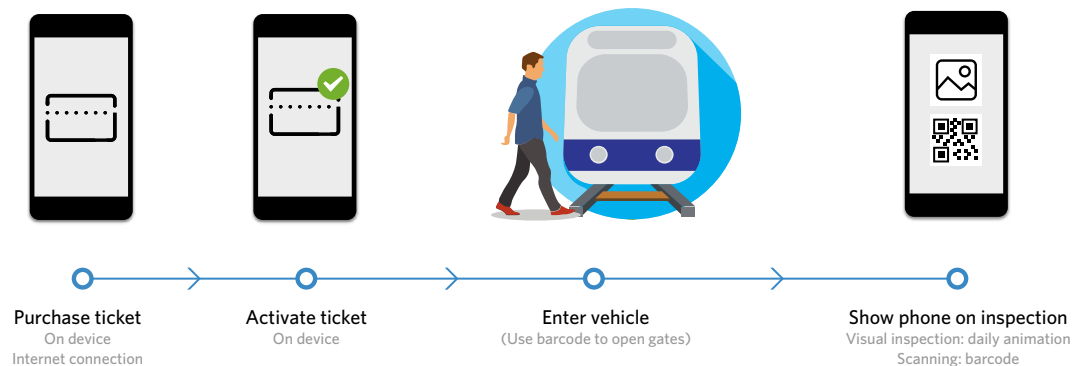 Purchase ticket
On device
Internet connection
Activate ticket
On device
Enter vehicle
(Use barcode to open gates)
Show phone on inspection
Visual inspection: daily animation
Scanning: barcode